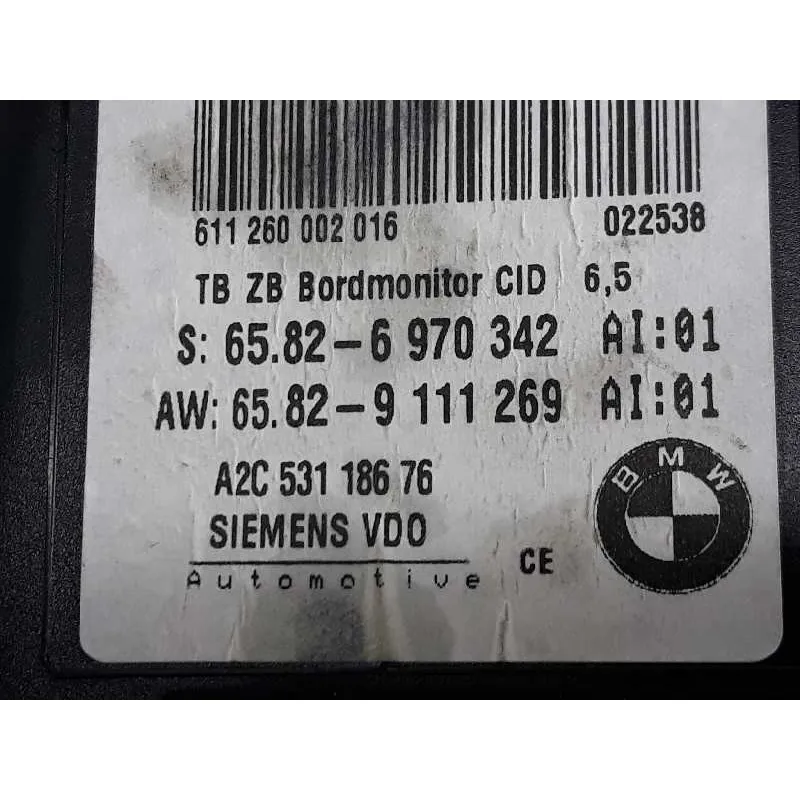 611 260 002 016 022538
TB ZB Bordmonitor CID 6,5
S: 65.82-6 970 342 AI:01
AW: 65.82-9 111 269 AI:01
A2C 531 186 76
SIEMENS VDO
Automotive
CE
BMW